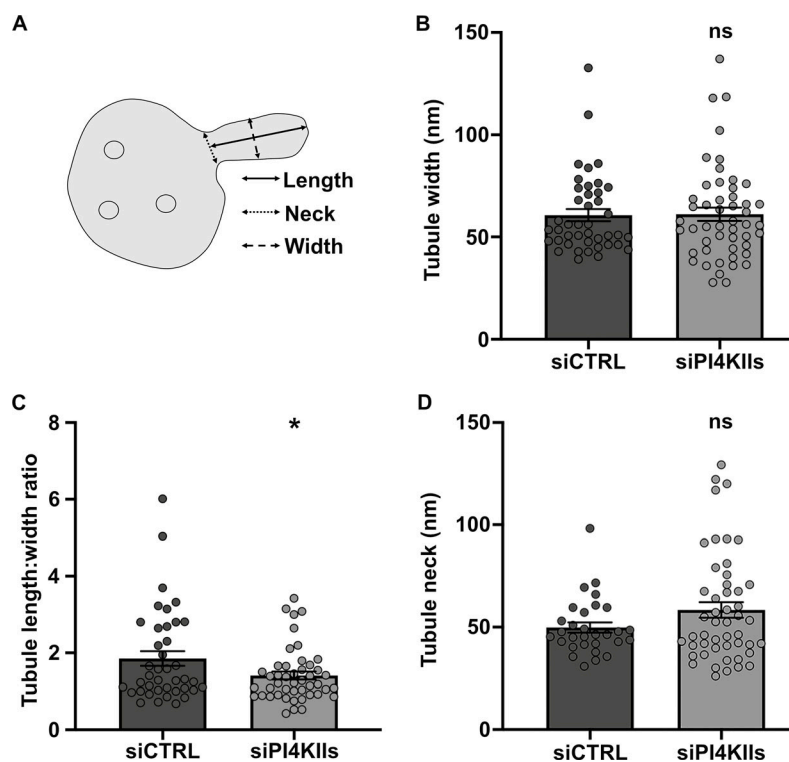 A
Length
Neck
Width
B
Tubule width (nm)
150
100
50
0
ns
siCTRL
siPI4KIIs
C
Tubule length:width ratio
8
6
4
2
0
*
siCTRL
siPI4KIIs
D
Tubule neck (nm)
150
100
50
0
ns
siCTRL
siPI4KIIs